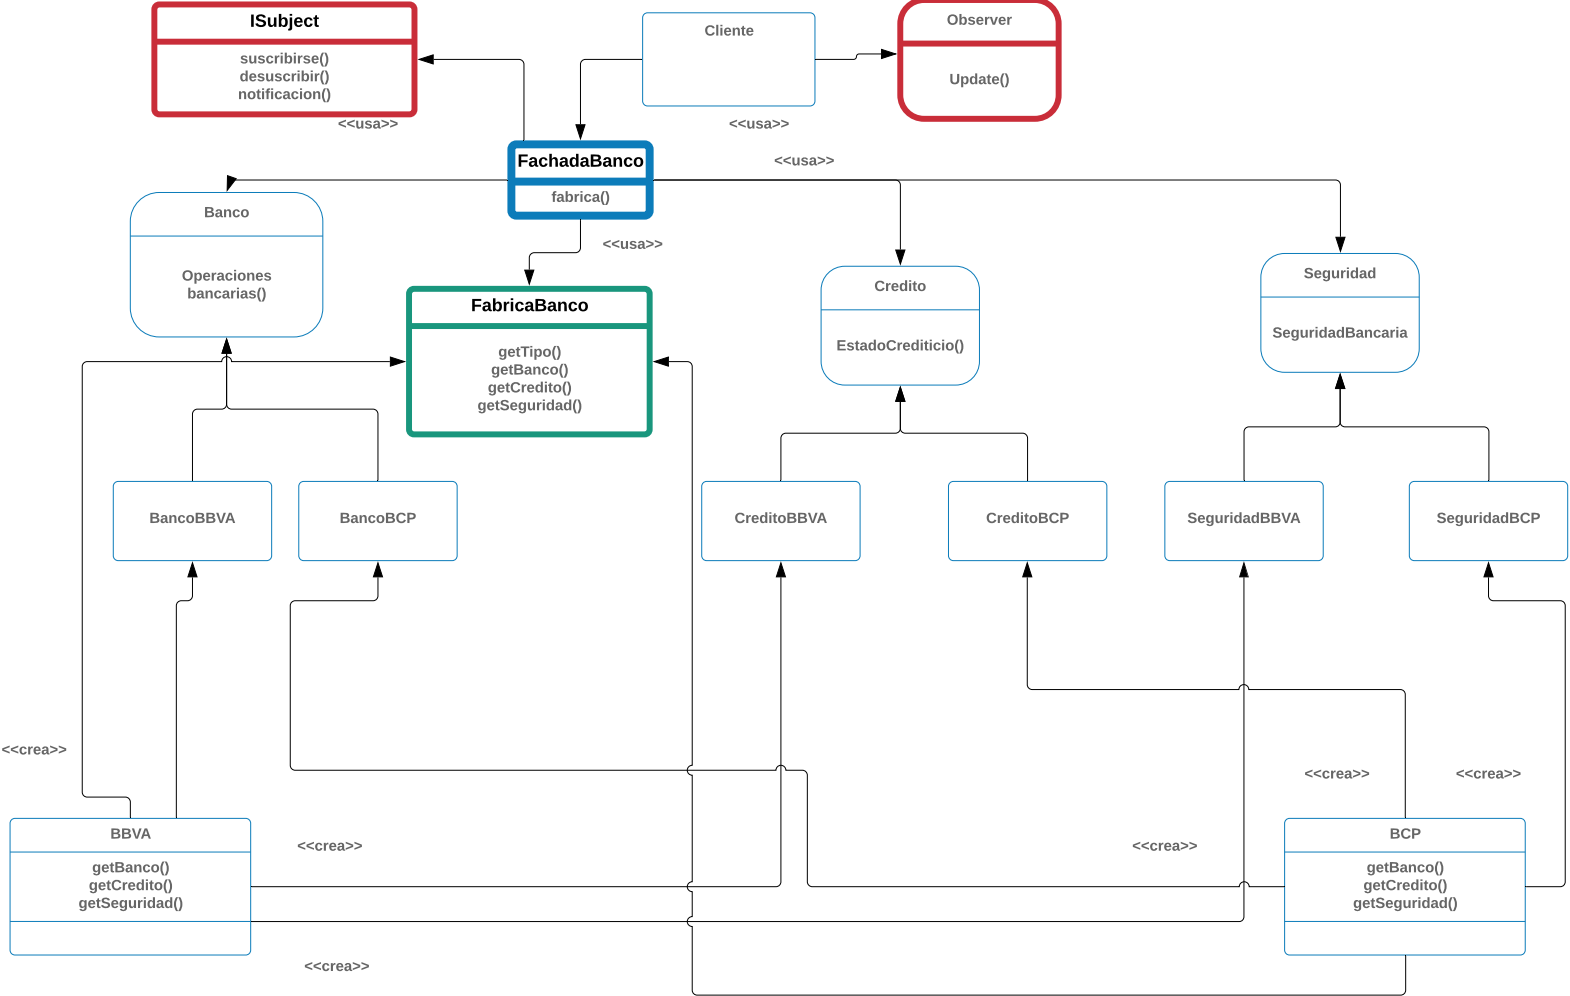 ISubject
suscribirse()
desuscribir()
notificacion()
Cliente
Observer
Update()
<<usa>>
<<usa>>
<<usa>>
FachadaBanco
fabrica()
<<usa>>
Banco
Operaciones
bancarias()
FabricaBanco
getTipo()
getBanco()
getCredito()
getSeguridad()
Credito
EstadoCrediticio()
Seguridad
SeguridadBancaria
BancoBBVA
BancoBCP
CreditoBBVA
CreditoBCP
SeguridadBBVA
SeguridadBCP
<<crea>>
<<crea>>
<<crea>>
BBVA
getBanco()
getCredito()
getSeguridad()
<<crea>>
<<crea>>
BCP
getBanco()
getCredito()
getSeguridad()
<<crea>>